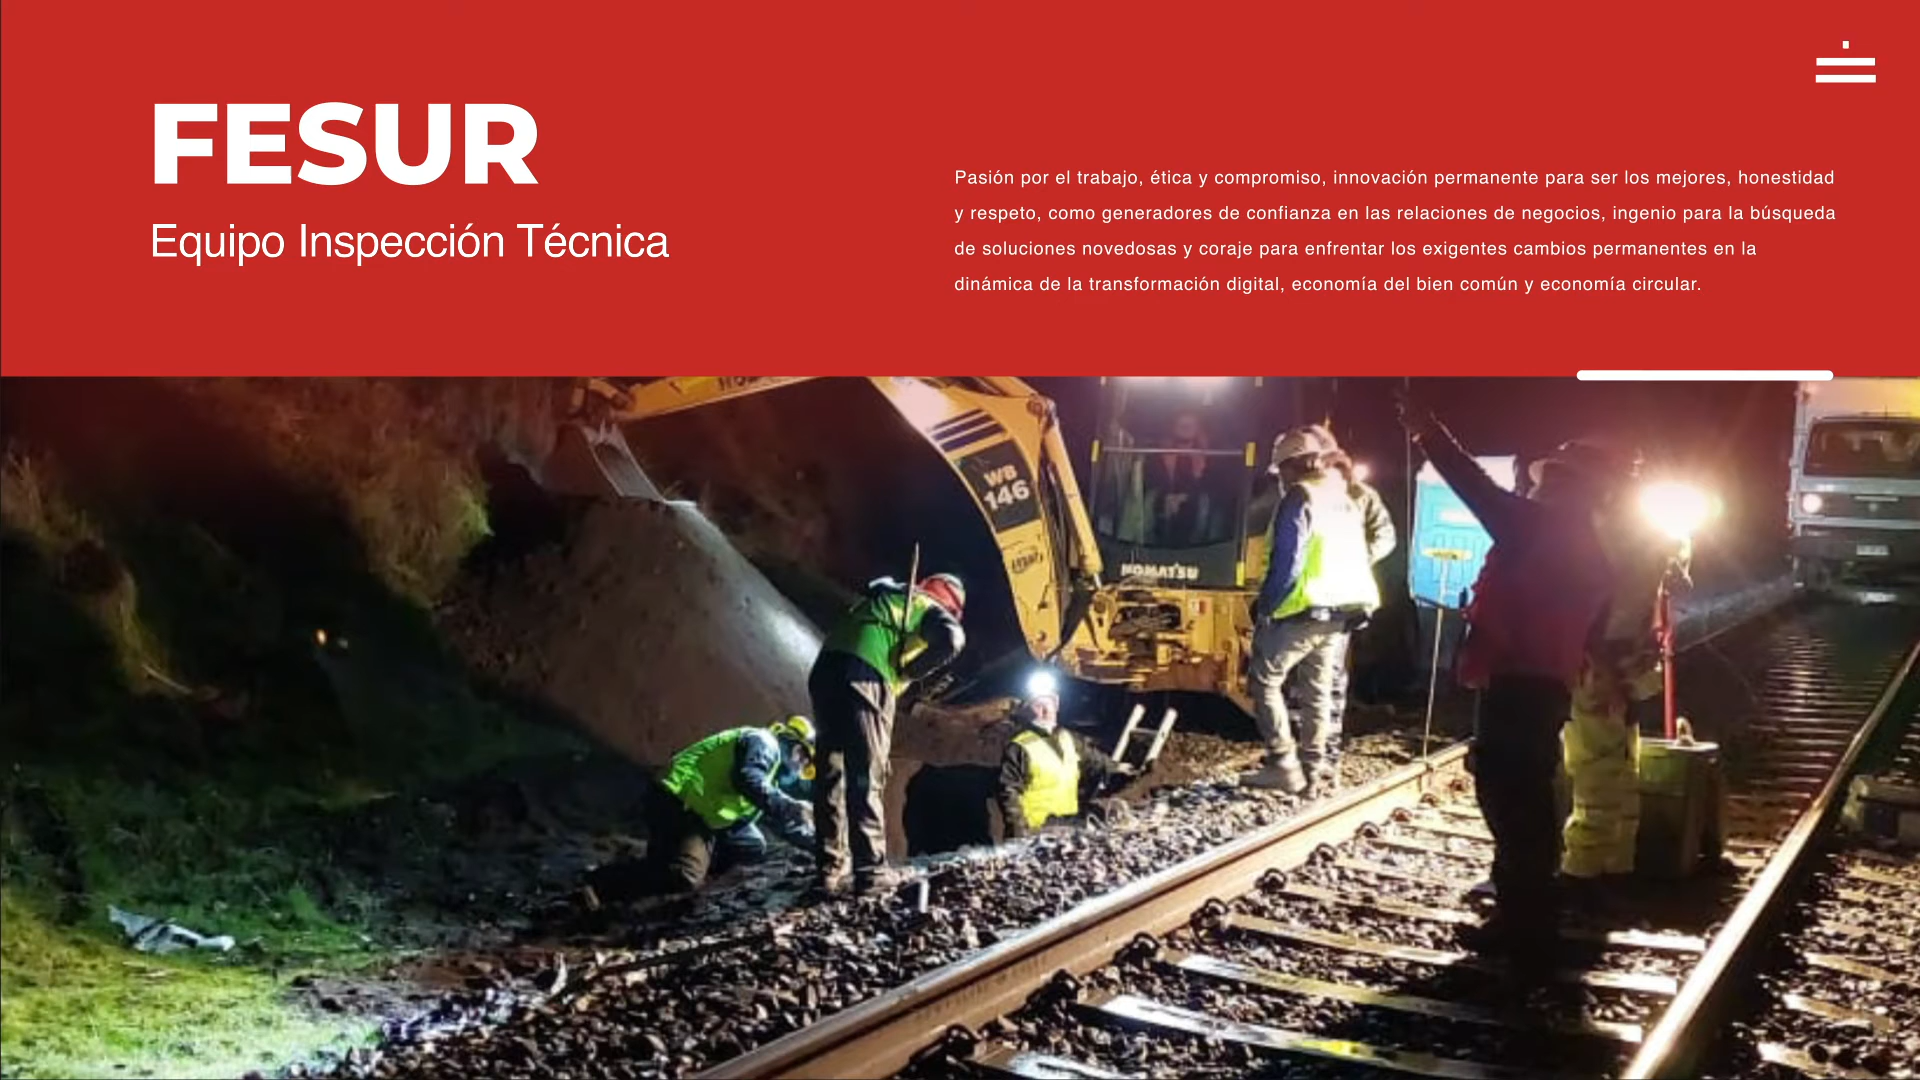 FESUR
Equipo Inspección Técnica
Pasión por el trabajo, ética y compromiso, innovación permanente para ser los mejores, honestidad
y respeto, como generadores de confianza en las relaciones de negocios, ingenio para la búsqueda
de soluciones novedosas y coraje para enfrentar los exigentes cambios permanentes en la
dinámica de la transformación digital, economía del bien común y economía circular.
WB
146
KOMATSU